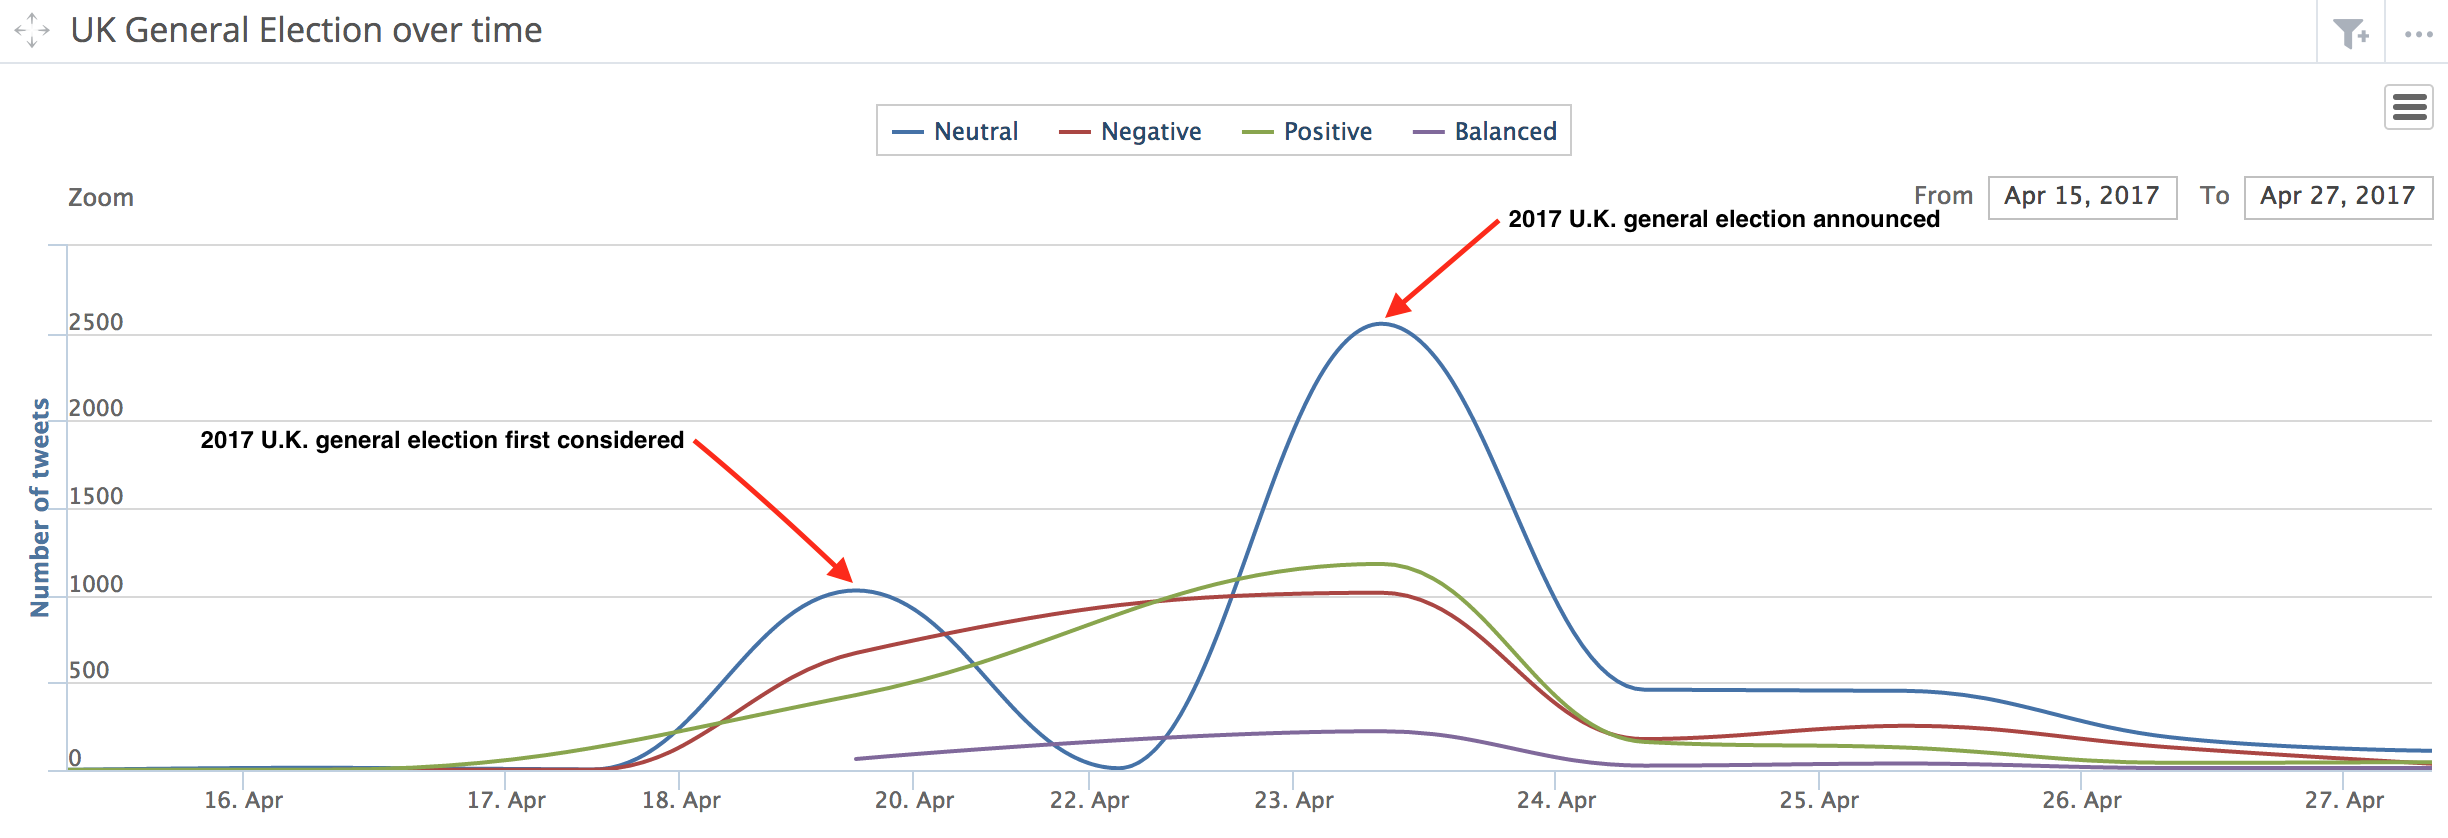 UK General Election over time
Neutral Negative Positive Balanced
Zoom
From Apr 15, 2017 To Apr 27, 2017
2017 U.K. general election announced
2500
2000
2017 U.K. general election first considered
1500
1000
500
0
Number of tweets
16. Apr 17. Apr 18. Apr 20. Apr 22. Apr 23. Apr 24. Apr 25. Apr 26. Apr 27. Apr